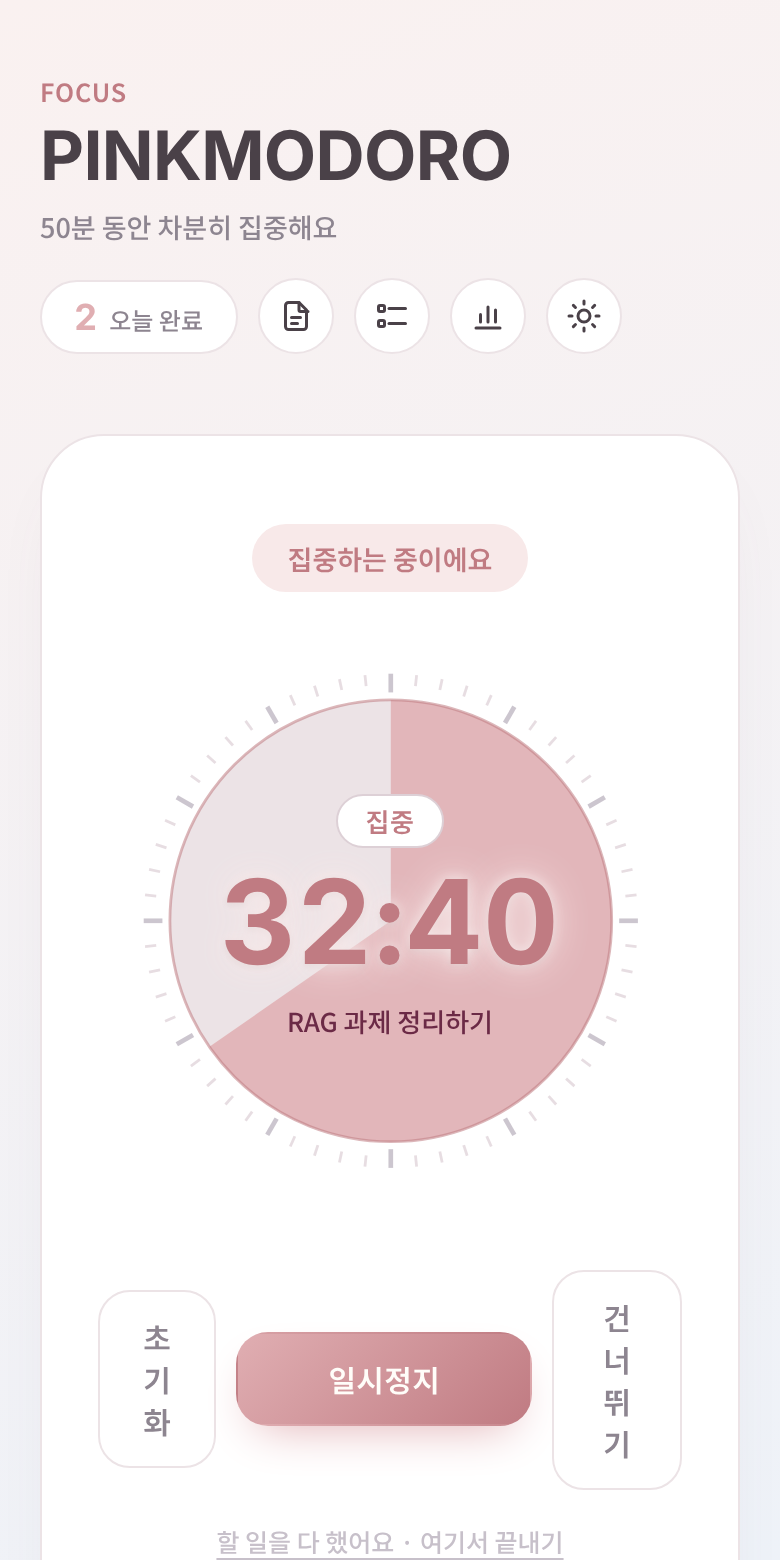 FOCUS
PINKMODORO
50분 동안 차분히 집중해요
2 오늘 완료
집중하는 중이에요
집중
32:40
RAG 과제 정리하기
초
기
화
일시정지
건
너
뛰
기
할 일을 다 했어요 · 여기서 끝내기